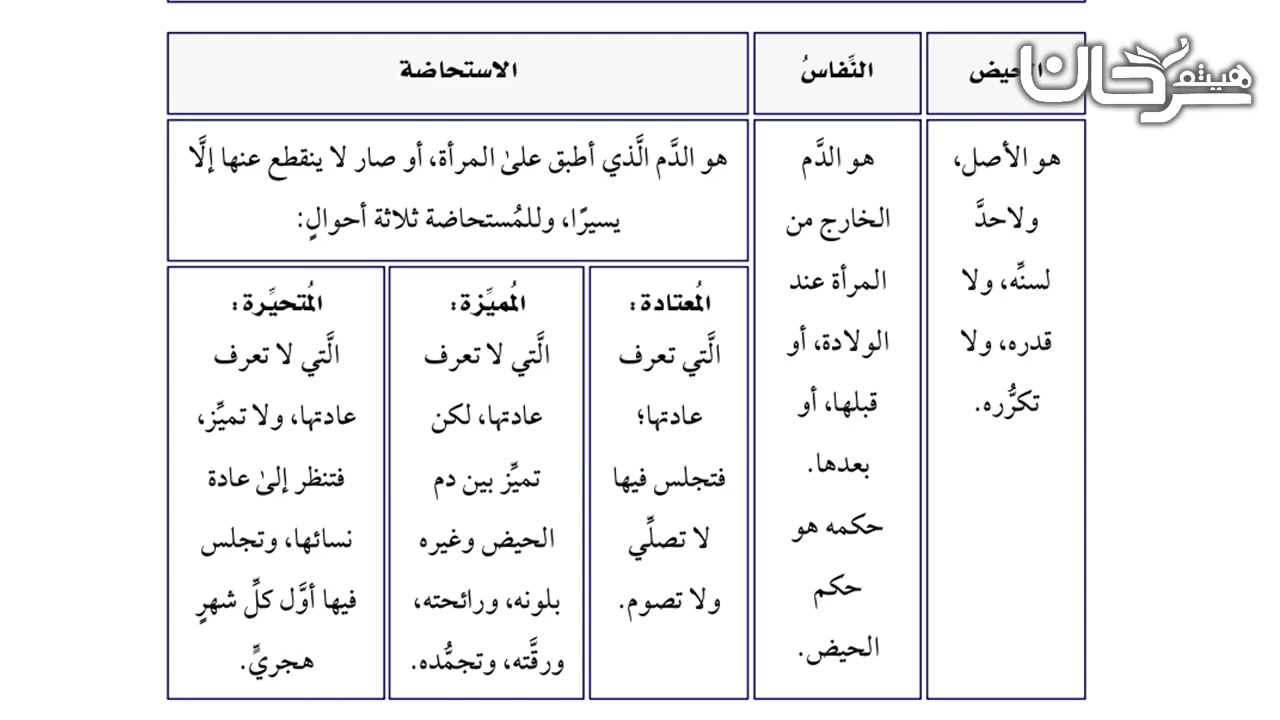 الحيض
هو الأصل،
ولاحدَّ
لسنِّه، ولا
قدره، ولا
تكرُّره.
النِّفاسُ
هو الدَّم
الخارج من
المرأة عند
الولادة، أو
قبلها، أو
بعدها.
حكمه هو
حكم
الحيض.
الاستحاضة
هو الدَّم الَّذي أطبق علىٰ المرأة، أو صار لا ينقطع عنها إلَّا
يسيرًا، وللمُستحاضة ثلاثة أحوالٍ:
المُعتادة:
الَّتي تعرف
عادتها؛
فتجلس فيها
لا تصلِّي
ولا تصوم.
المُميِّزة:
الَّتي لا تعرف
عادتها، لكن
تميِّز بين دم
الحيض وغيره
بلونه، ورائحته،
ورقَّته، وتجمُّده.
المُتحيِّرة:
الَّتي لا تعرف
عادتها، ولا تميِّز،
فتنظر إلىٰ عادة
نسائها، وتجلس
فيها أوَّل كلِّ شهرٍ
هجريٍّ.
هيثم
سرحان